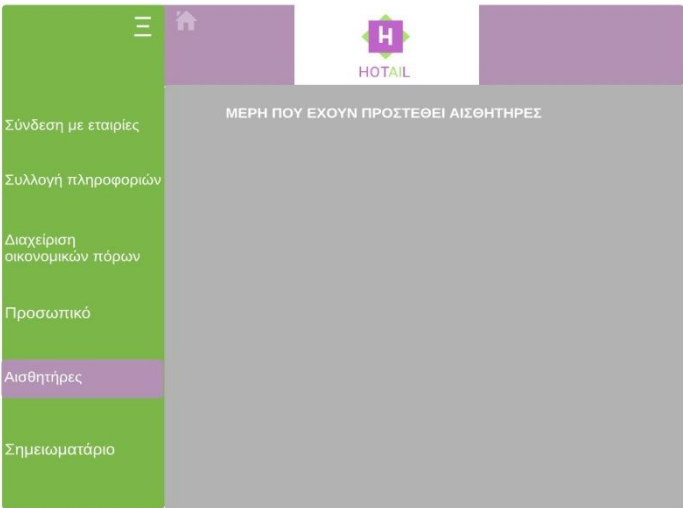 H
HOTAIL
ΜΕΡΗ ΠΟΥ ΕΧΟΥΝ ΠΡΟΣΤΕΘΕΙ ΑΙΣΘΗΤΗΡΕΣ
Σύνδεση με εταιρίες
Συλλογή πληροφοριών
Διαχείριση
οικονομικών πόρων
Προσωπικό
Αισθητήρες
Σημειωματάριο